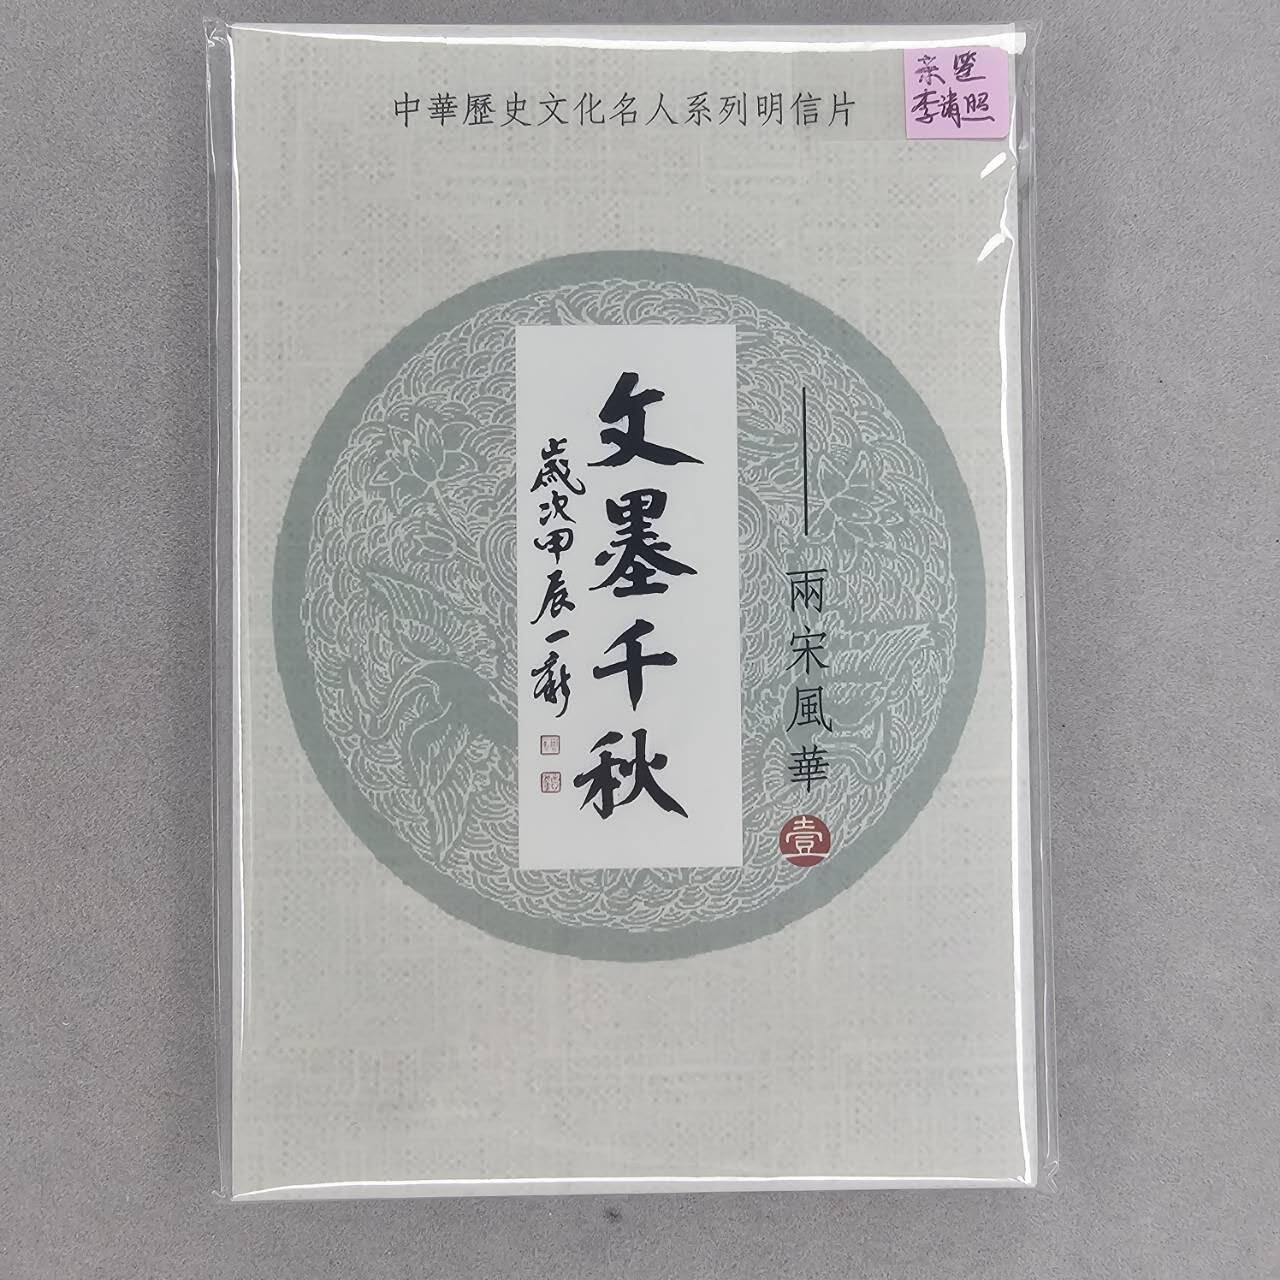 中華歷史文化名人系列明信片
李清照
——兩宋風華
壹
文墨千秋
歲次甲辰一新